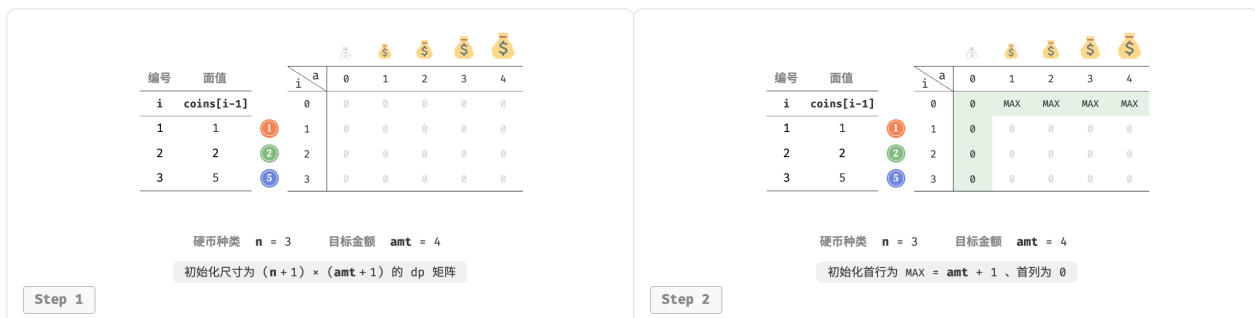 编号 面值
i coins[i-1]
1 1
2 2
3 5
1
2
5
$ $ $ $ $
i a 0 1 2 3 4
0 0 0 0 0 0
1 0 0 0 0 0
2 0 0 0 0 0
3 0 0 0 0 0
硬币种类 n = 3 目标金额 amt = 4
初始化尺寸为 (n + 1) × (amt + 1) 的 dp 矩阵
Step 1
编号 面值
i coins[i-1]
1 1
2 2
3 5
1
2
5
$ $ $ $ $
i a 0 1 2 3 4
0 0 MAX MAX MAX MAX
1 0 0 0 0 0
2 0 0 0 0 0
3 0 0 0 0 0
硬币种类 n = 3 目标金额 amt = 4
初始化首行为 MAX = amt + 1 、首列为 0
Step 2